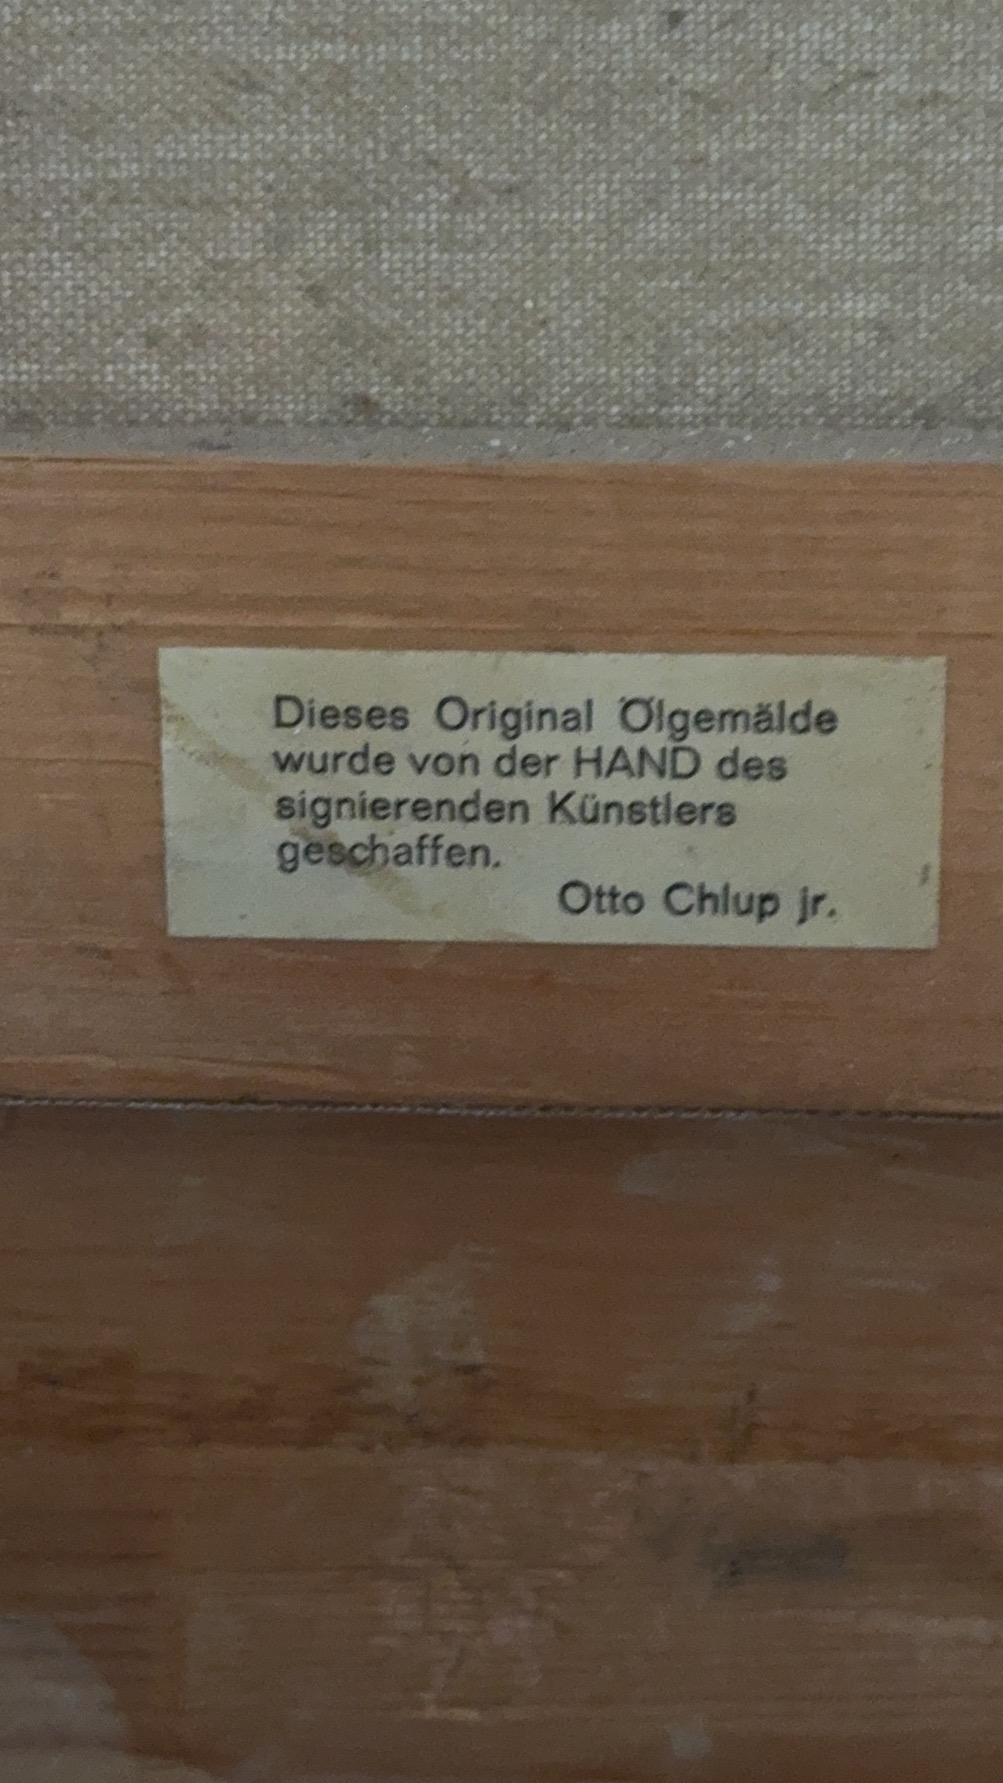 Dieses Original Ölgemälde
wurde von der HAND des
signierenden Künstlers
geschaffen.
Otto Chlup jr.